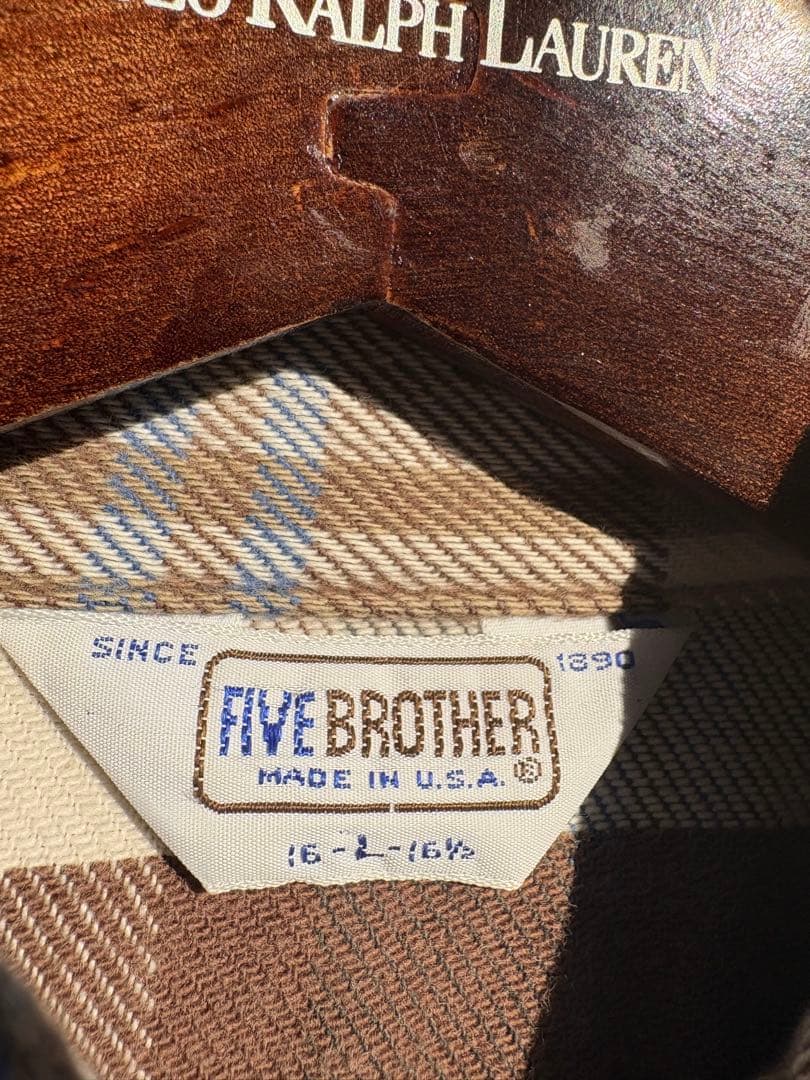 RALPH LAUREN
SINCE 1890
FIVE BROTHER
MADE IN U.S.A. ®
16-L-16½